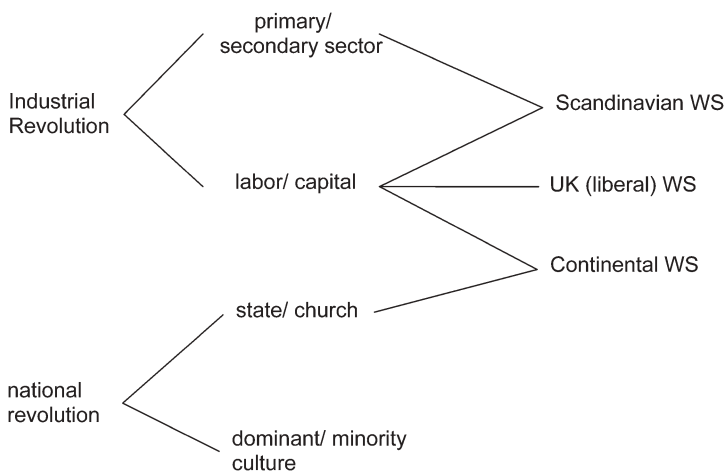 primary/
secondary sector
Industrial
Revolution
Scandinavian WS
labor/ capital
UK (liberal) WS
Continental WS
state/ church
national
revolution
dominant/ minority
culture